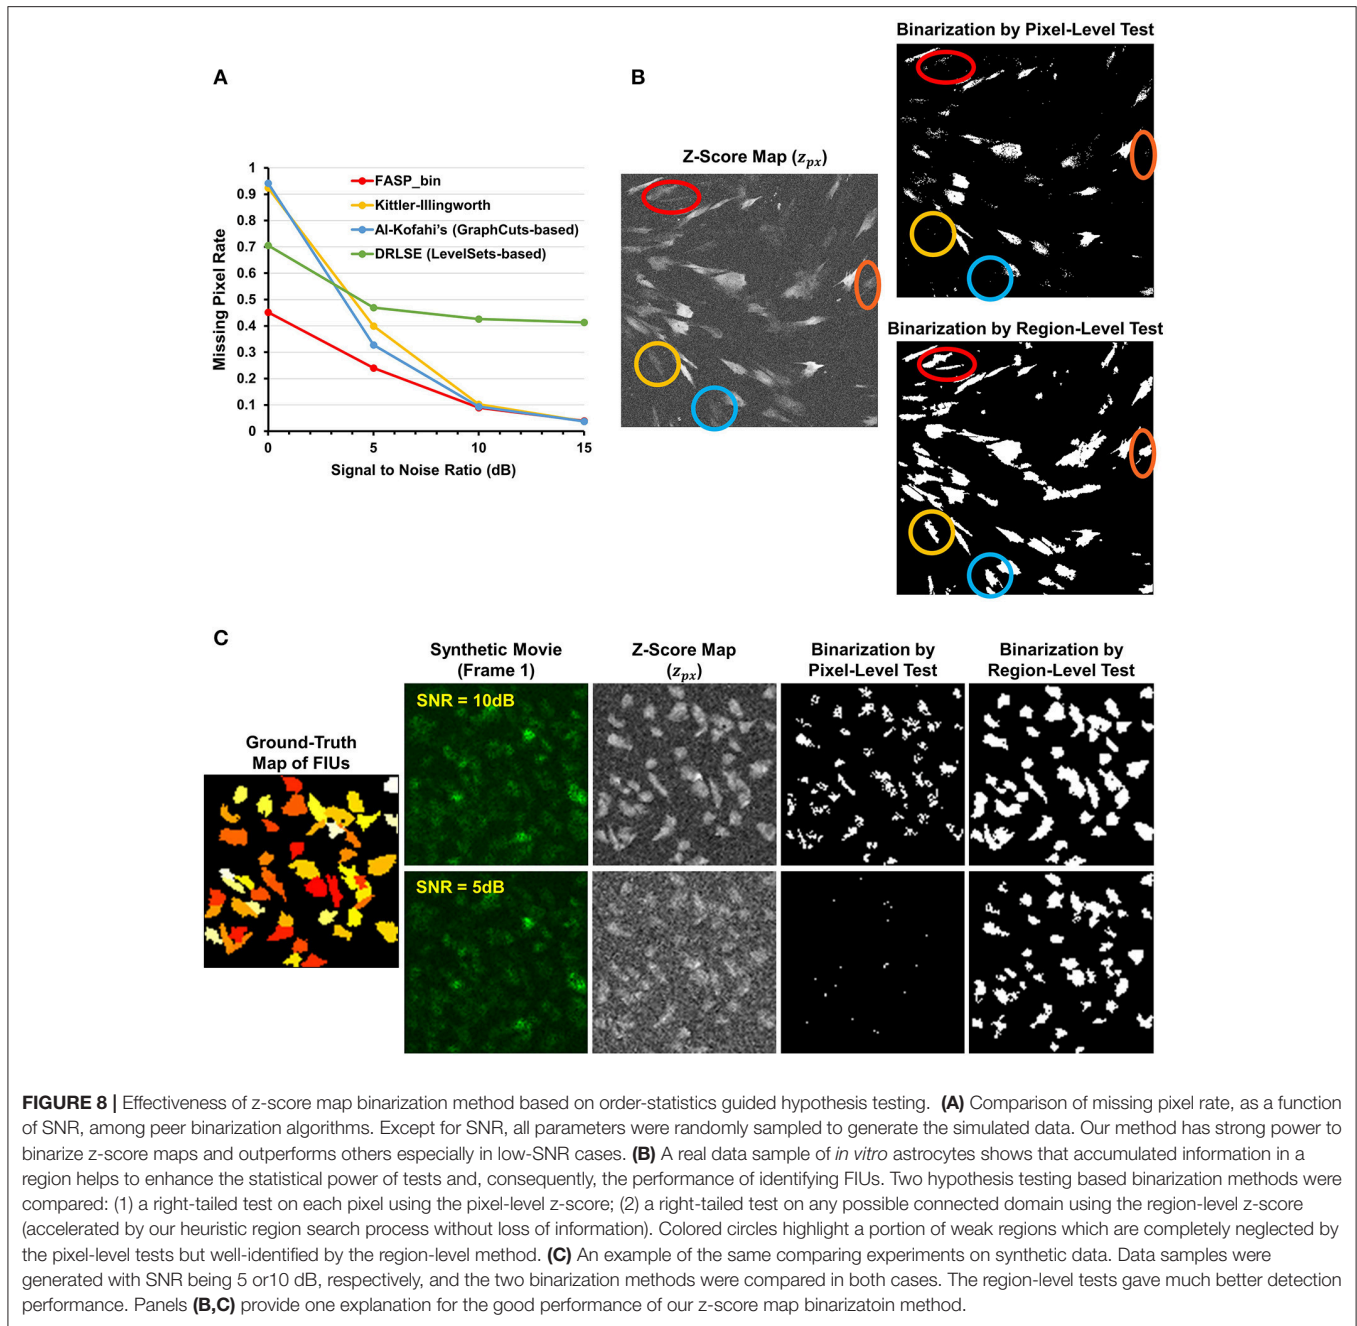 A
Missing Pixel Rate
1
0.9
0.8
0.7
0.6
0.5
0.4
0.3
0.2
0.1
0
0
5
10
15
Signal to Noise Ratio (dB)
FASP_bin
Kittler-Illingworth
Al-Kofahi's (GraphCuts-based)
DRLSE (LevelSets-based)
B
Z-Score Map (zpx)
Binarization by Pixel-Level Test
Binarization by Region-Level Test
C
Ground-Truth
Map of FIUs
Synthetic Movie
(Frame 1)
Z-Score Map
(zpx)
Binarization by
Pixel-Level Test
Binarization by
Region-Level Test
SNR = 10dB
SNR = 5dB
FIGURE 8 | Effectiveness of z-score map binarization method based on order-statistics guided hypothesis testing. (A) Comparison of missing pixel rate, as a function
of SNR, among peer binarization algorithms. Except for SNR, all parameters were randomly sampled to generate the simulated data. Our method has strong power to
binarize z-score maps and outperforms others especially in low-SNR cases. (B) A real data sample of in vitro astrocytes shows that accumulated information in a
region helps to enhance the statistical power of tests and, consequently, the performance of identifying FIUs. Two hypothesis testing based binarization methods were
compared: (1) a right-tailed test on each pixel using the pixel-level z-score; (2) a right-tailed test on any possible connected domain using the region-level z-score
(accelerated by our heuristic region search process without loss of information). Colored circles highlight a portion of weak regions which are completely neglected by
the pixel-level tests but well-identified by the region-level method. (C) An example of the same comparing experiments on synthetic data. Data samples were
generated with SNR being 5 or10 dB, respectively, and the two binarization methods were compared in both cases. The region-level tests gave much better detection
performance. Panels (B,C) provide one explanation for the good performance of our z-score map binarizatoin method.